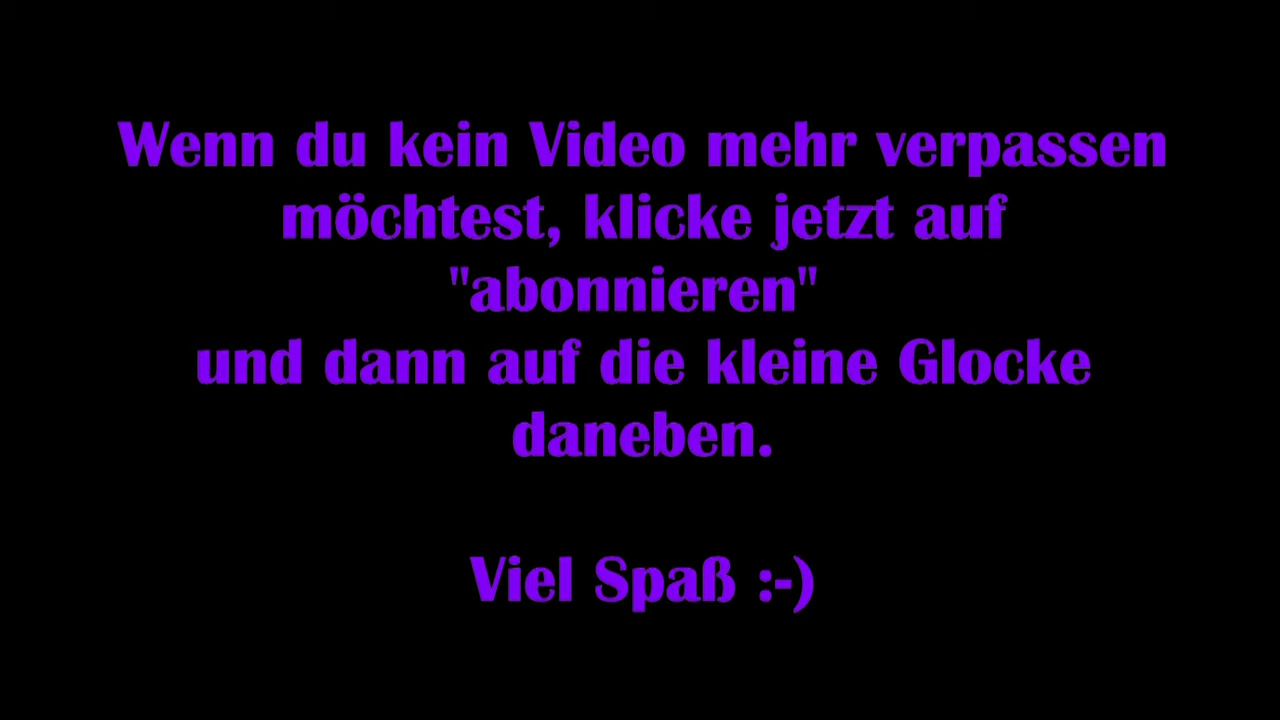 Wenn du kein Video mehr verpassen
möchtest, klicke jetzt auf
"abonnieren"
und dann auf die kleine Glocke
daneben.
Viel Spaß :-)